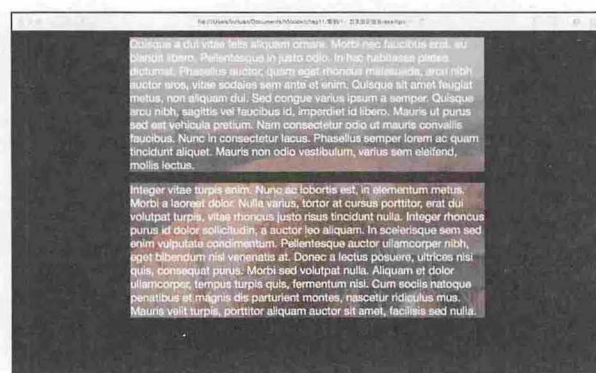 Quisque a dui vitae felis aliquam ornare. Morbi nec faucibus erat, eu
blandit libero. Pellentesque in justo odio. In hac habitasse platea
dictumst. Phasellus auctor, quam eget rhoncus malesuada, arcu nibh
auctor eros, vitae sodales sem ante et enim. Quisque sit amet feugiat
metus, non aliquam dui. Sed congue varius ipsum a semper. Quisque
arcu nibh, sagittis vel faucibus id, imperdiet id libero. Mauris ut purus
sed est vehicula pretium. Nam consectetur odio ut mauris convallis
faucibus. Nunc in consectetur lacus. Phasellus semper lorem ac quam
tincidunt aliquet. Mauris non odio vestibulum, varius sem eleifend,
mollis lectus.
Integer vitae turpis enim. Nunc ac lobortis est, in elementum metus.
Morbi a laoreet dolor. Nulla varius, tortor at cursus porttitor, erat dui
volutpat turpis, vitae rhoncus justo risus tincidunt nulla. Integer rhoncus
purus id dolor sollicitudin, a auctor leo aliquam. In scelerisque sem sed
enim vulputate condimentum. Pellentesque auctor ullamcorper nibh,
eget bibendum nisl venenatis at. Donec a lectus posuere, ultrices nisi
quis, consequat purus. Morbi sed volutpat nulla. Aliquam et dolor
ullamcorper, tempus turpis quis, fermentum nisl. Cum sociis natoque
penatibus et magnis dis parturient montes, nascetur ridiculus mus.
Mauris velit turpis, porttitor aliquam auctor sit amet, facilisis sed nulla.